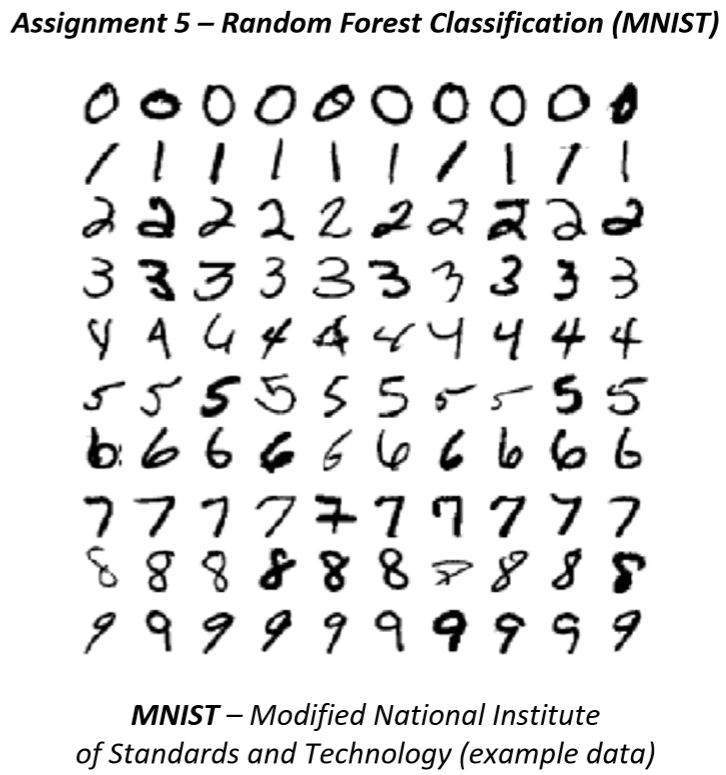 Assignment 5 – Random Forest Classification (MNIST)
0 0 0 0 0 0 0 0 0 0
1 1 1 1 1 1 1 1 1 1
2 2 2 2 2 2 2 2 2 2
3 3 3 3 3 3 3 3 3 3
4 4 4 4 4 4 4 4 4 4
5 5 5 5 5 5 5 5 5 5
6 6 6 6 6 6 6 6 6 6
7 7 7 7 7 7 7 7 7 7
8 8 8 8 8 8 8 8 8 8
9 9 9 9 9 9 9 9 9 9
MNIST – Modified National Institute
of Standards and Technology (example data)